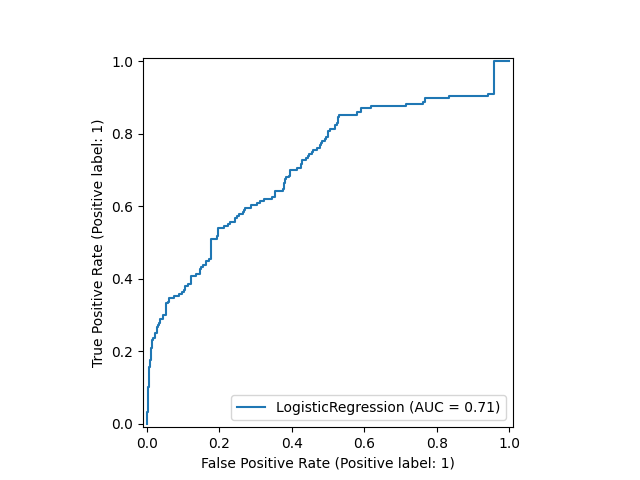 1.0
0.8
0.6
0.4
0.2
0.0
True Positive Rate (Positive label: 1)
LogisticRegression (AUC = 0.71)
0.0 0.2 0.4 0.6 0.8 1.0
False Positive Rate (Positive label: 1)